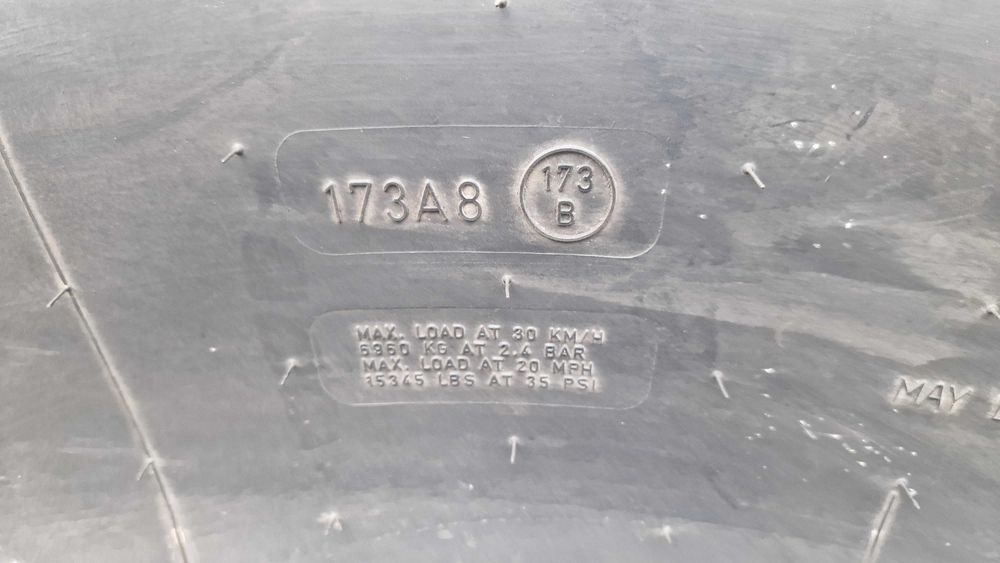 173A8
173
B
MAX. LOAD AT 30 KM/H
6960 KG AT 2.4 BAR
MAX. LOAD AT 20 MPH
15345 LBS AT 35 PSI
MAY